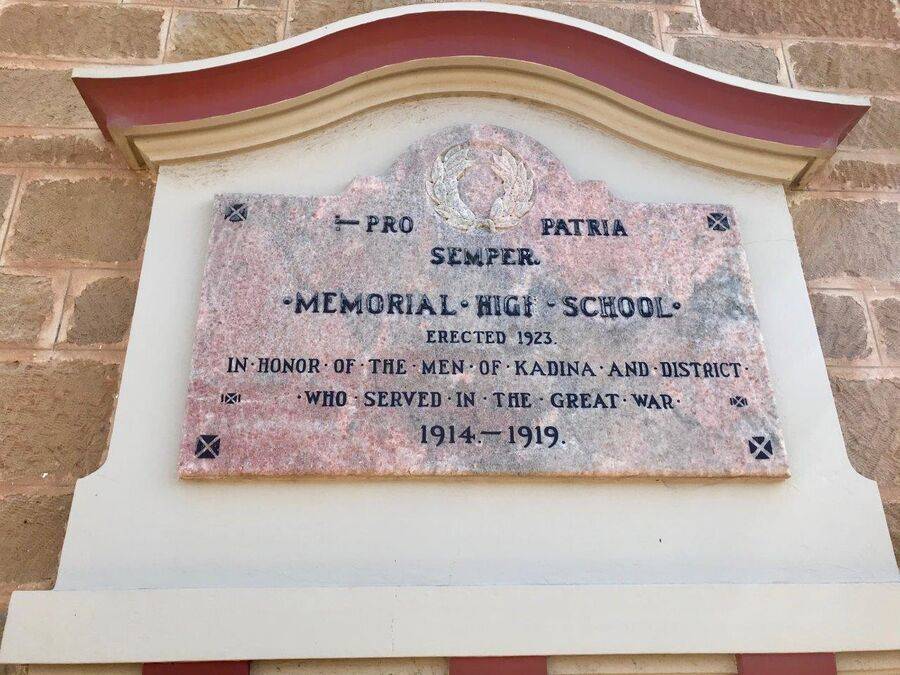 PRO PATRIA
SEMPER.
·MEMORIAL·HIGH·SCHOOL·
ERECTED 1923.
IN·HONOR·OF·THE·MEN·OF·KADINA·AND·DISTRICT·
·WHO·SERVED·IN·THE·GREAT·WAR·
1914.—1919.